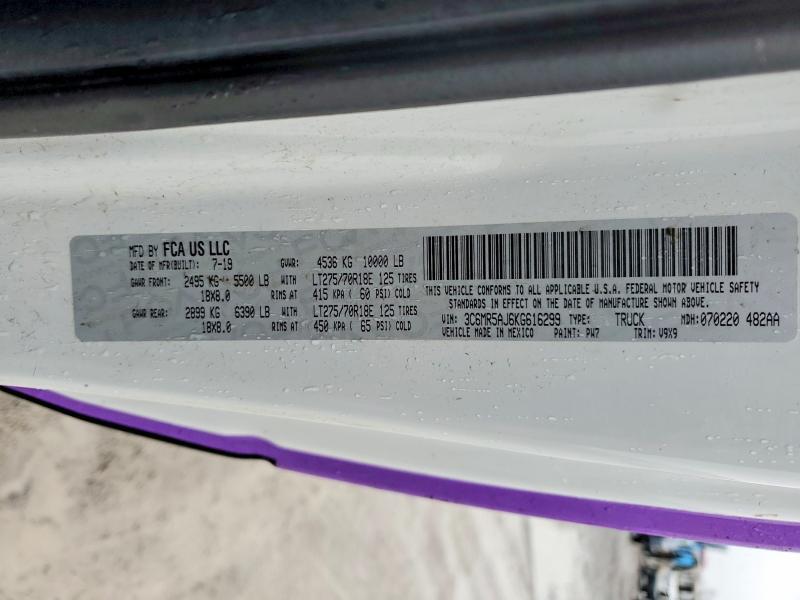 MFD BY FCA US LLC
DATE OF MFR(BUILT): 7-19 GVWR: 4536 KG 10000 LB
GAWR FRONT: 2495 KG 5500 LB WITH LT275/70R18E 125 TIRES
18X8.0 RIMS AT 415 KPA ( 60 PSI) COLD
GAWR REAR: 2899 KG 6390 LB WITH LT275/70R18E 125 TIRES
18X8.0 RIMS AT 450 KPA ( 65 PSI) COLD
THIS VEHICLE CONFORMS TO ALL APPLICABLE U.S.A. FEDERAL MOTOR VEHICLE SAFETY
STANDARDS IN EFFECT ON THE DATE OF MANUFACTURE SHOWN ABOVE.
VIN: 3C6MR5AJ6KG616299 TYPE: TRUCK MDH: 070220 482AA
VEHICLE MADE IN MEXICO PAINT: PW7 TRIM: V9X9